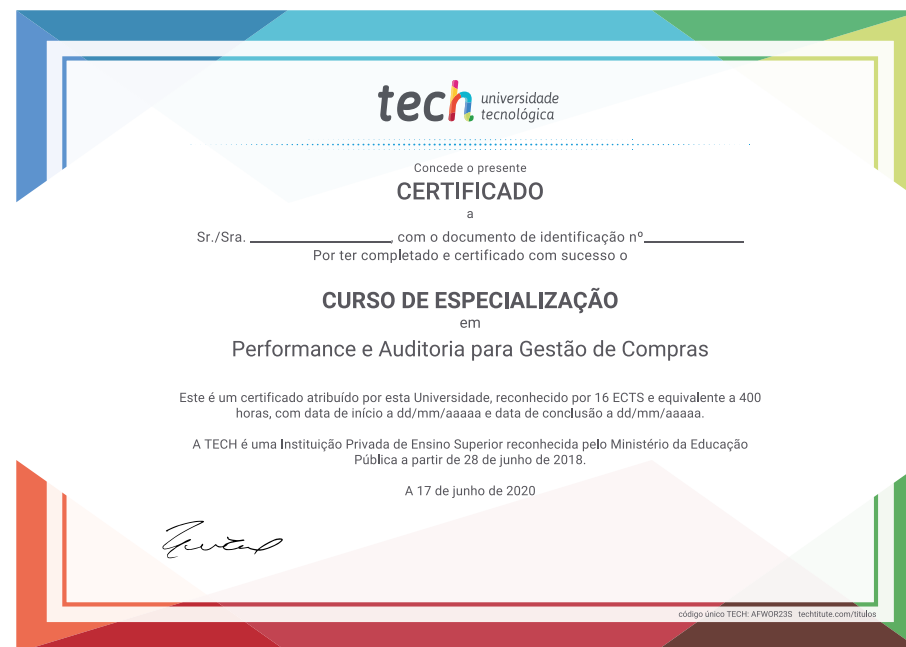 tech universidade
tecnológica
Concede o presente
CERTIFICADO
a
Sr./Sra. ____________________, com o documento de identificação nº______________
Por ter completado e certificado com sucesso o
CURSO DE ESPECIALIZAÇÃO
em
Performance e Auditoria para Gestão de Compras
Este é um certificado atribuído por esta Universidade, reconhecido por 16 ECTS e equivalente a 400
horas, com data de início a dd/mm/aaaaa e data de conclusão a dd/mm/aaaaa.
A TECH é uma Instituição Privada de Ensino Superior reconhecida pelo Ministério da Educação
Pública a partir de 28 de junho de 2018.
A 17 de junho de 2020
código único TECH: AFWOR23S techtitute.com/titulos